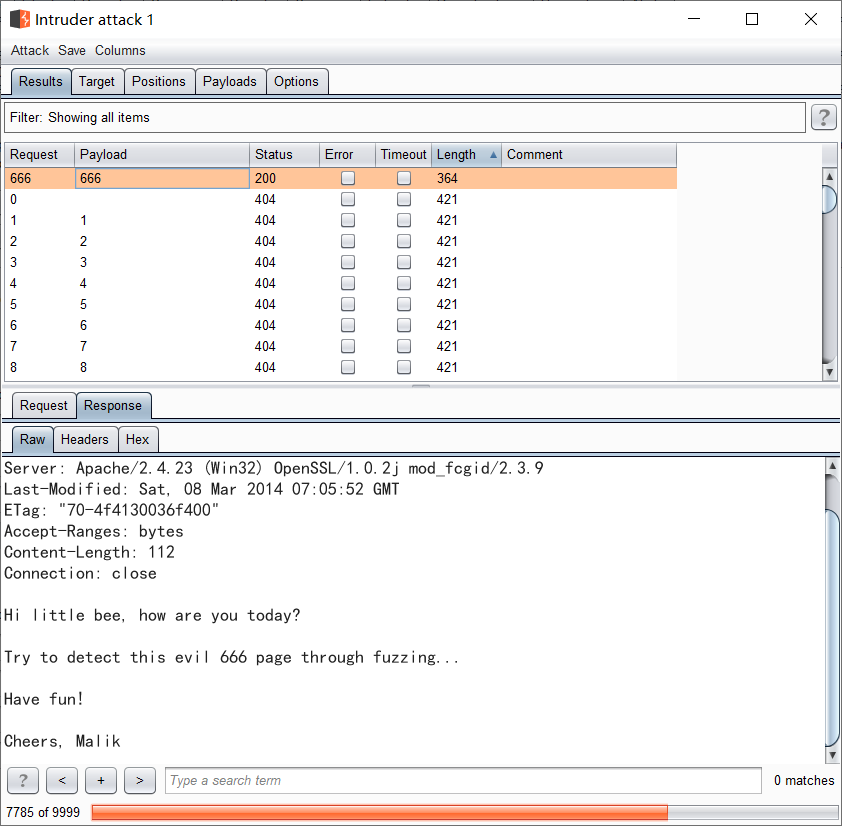 Intruder attack 1
Attack Save Columns
Results Target Positions Payloads Options
Filter: Showing all items ?
Request Payload Status Error Timeout Length Comment
666 666 200 364
0 404 421
1 1 404 421
2 2 404 421
3 3 404 421
4 4 404 421
5 5 404 421
6 6 404 421
7 7 404 421
8 8 404 421
Request Response
Raw Headers Hex
Server: Apache/2.4.23 (Win32) OpenSSL/1.0.2j mod_fcgid/2.3.9
Last-Modified: Sat, 08 Mar 2014 07:05:52 GMT
ETag: "70-4f4130036f400"
Accept-Ranges: bytes
Content-Length: 112
Connection: close
Hi little bee, how are you today?
Try to detect this evil 666 page through fuzzing...
Have fun!
Cheers, Malik
? < + > Type a search term 0 matches
7785 of 9999